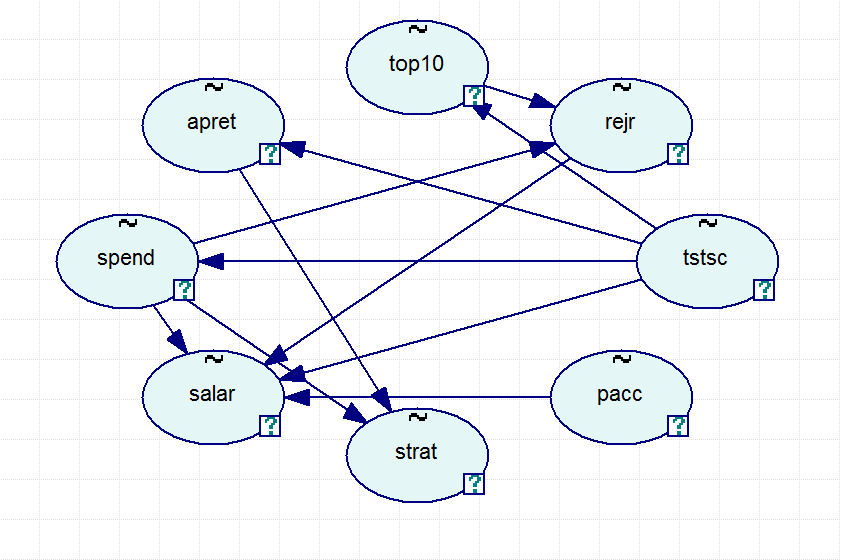 ~
top10
?
~
apret
?
~
rejr
?
~
spend
?
~
tstsc
?
~
salar
?
~
pacc
?
~
strat
?